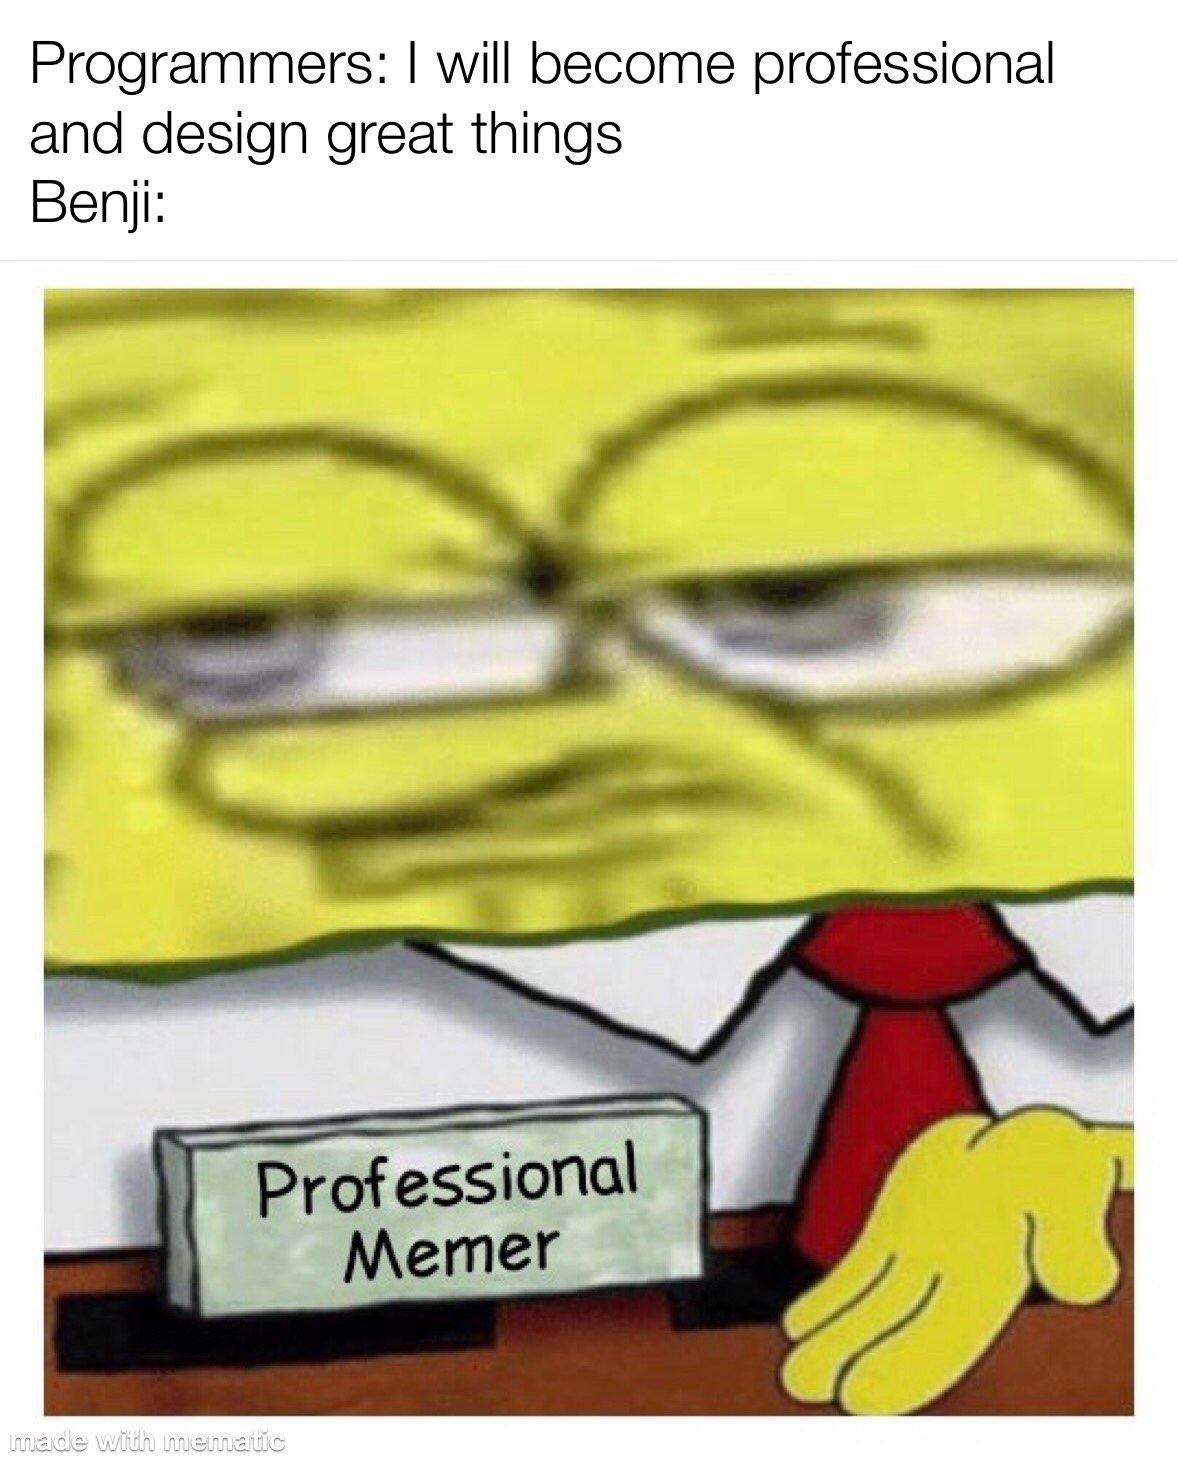 Programmers: I will become professional
and design great things
Benji:
Professional
Memer
made with mematic